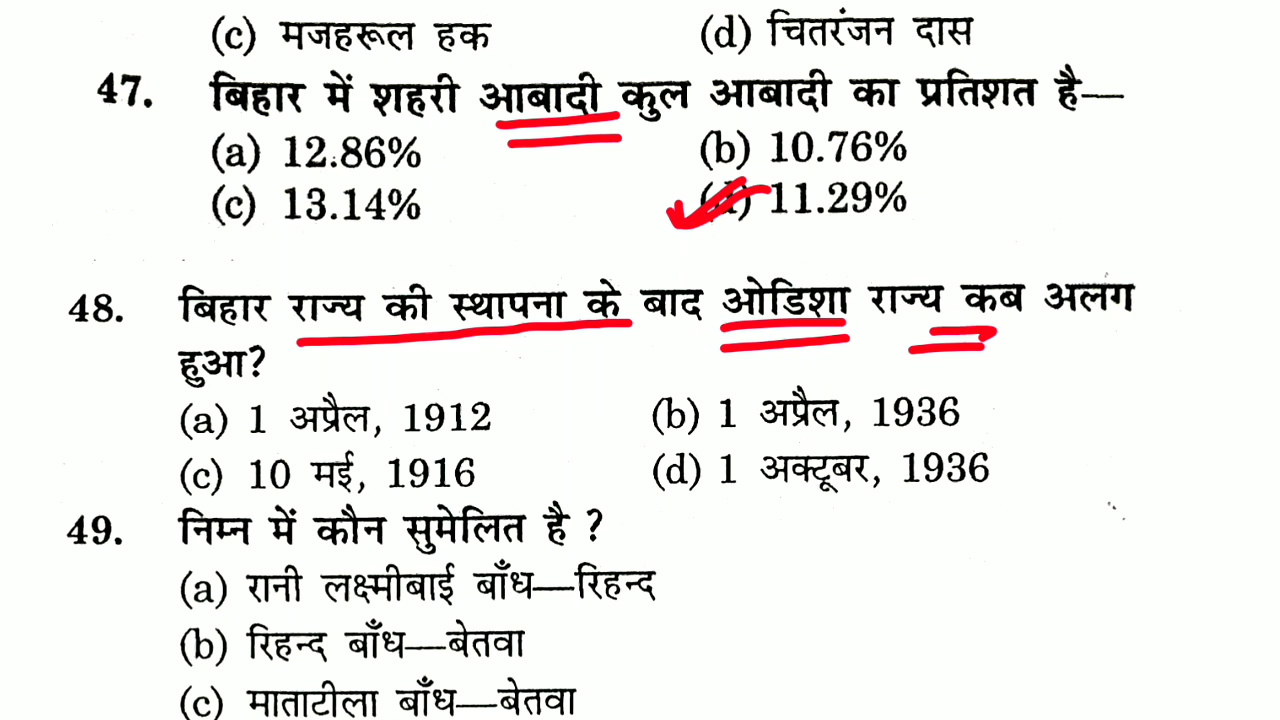 (c) मजहरूल हक (d) चितरंजन दास
47. बिहार में शहरी आबादी कुल आबादी का प्रतिशत है—
(a) 12.86% (b) 10.76%
(c) 13.14% (d) 11.29%
48. बिहार राज्य की स्थापना के बाद ओडिशा राज्य कब अलग
हुआ?
(a) 1 अप्रैल, 1912 (b) 1 अप्रैल, 1936
(c) 10 मई, 1916 (d) 1 अक्टूबर, 1936
49. निम्न में कौन सुमेलित है ?
(a) रानी लक्ष्मीबाई बाँध—रिहन्द
(b) रिहन्द बाँध—बेतवा
(c) माताटीला बाँध—बेतवा